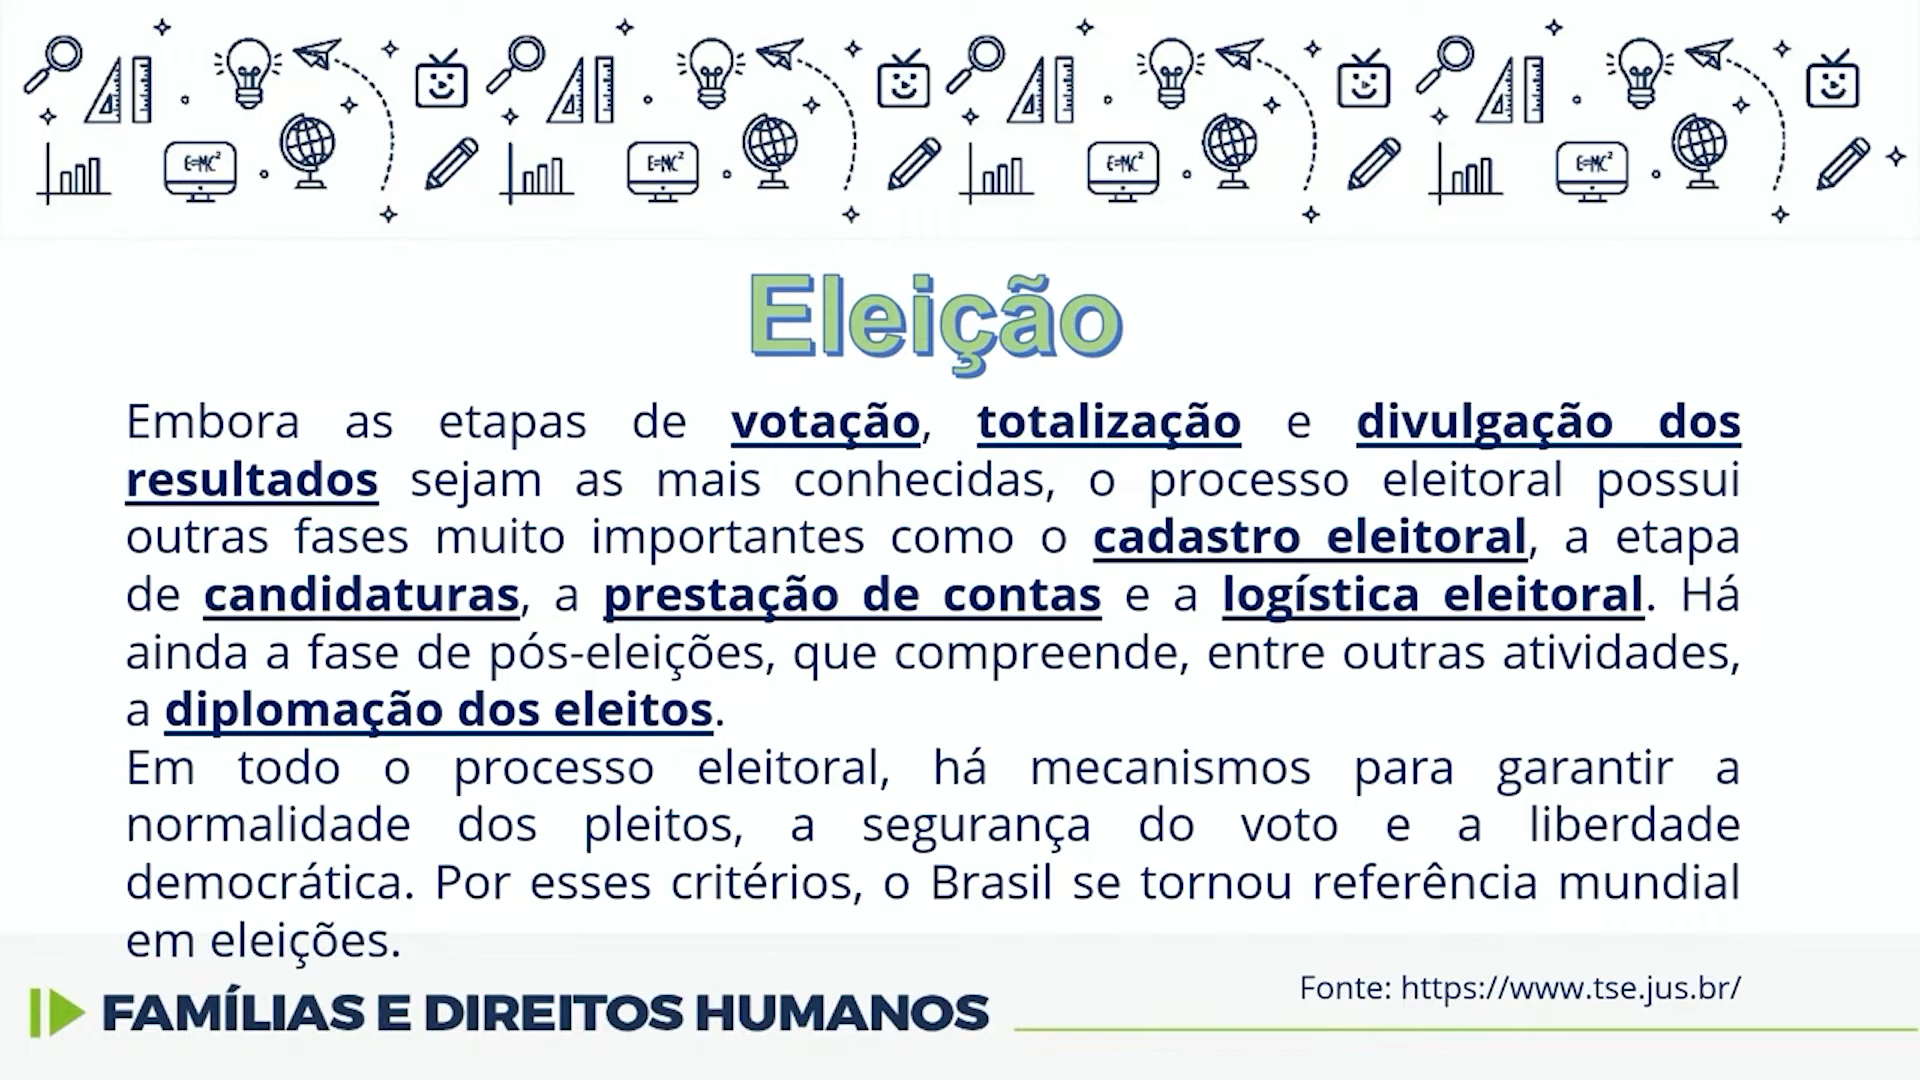 E=MC² E=MC² E=MC² E=MC²
Eleição
Embora as etapas de votação, totalização e divulgação dos
resultados sejam as mais conhecidas, o processo eleitoral possui
outras fases muito importantes como o cadastro eleitoral, a etapa
de candidaturas, a prestação de contas e a logística eleitoral. Há
ainda a fase de pós-eleições, que compreende, entre outras atividades,
a diplomação dos eleitos.
Em todo o processo eleitoral, há mecanismos para garantir a
normalidade dos pleitos, a segurança do voto e a liberdade
democrática. Por esses critérios, o Brasil se tornou referência mundial
em eleições.
Fonte: https://www.tse.jus.br/
FAMÍLIAS E DIREITOS HUMANOS